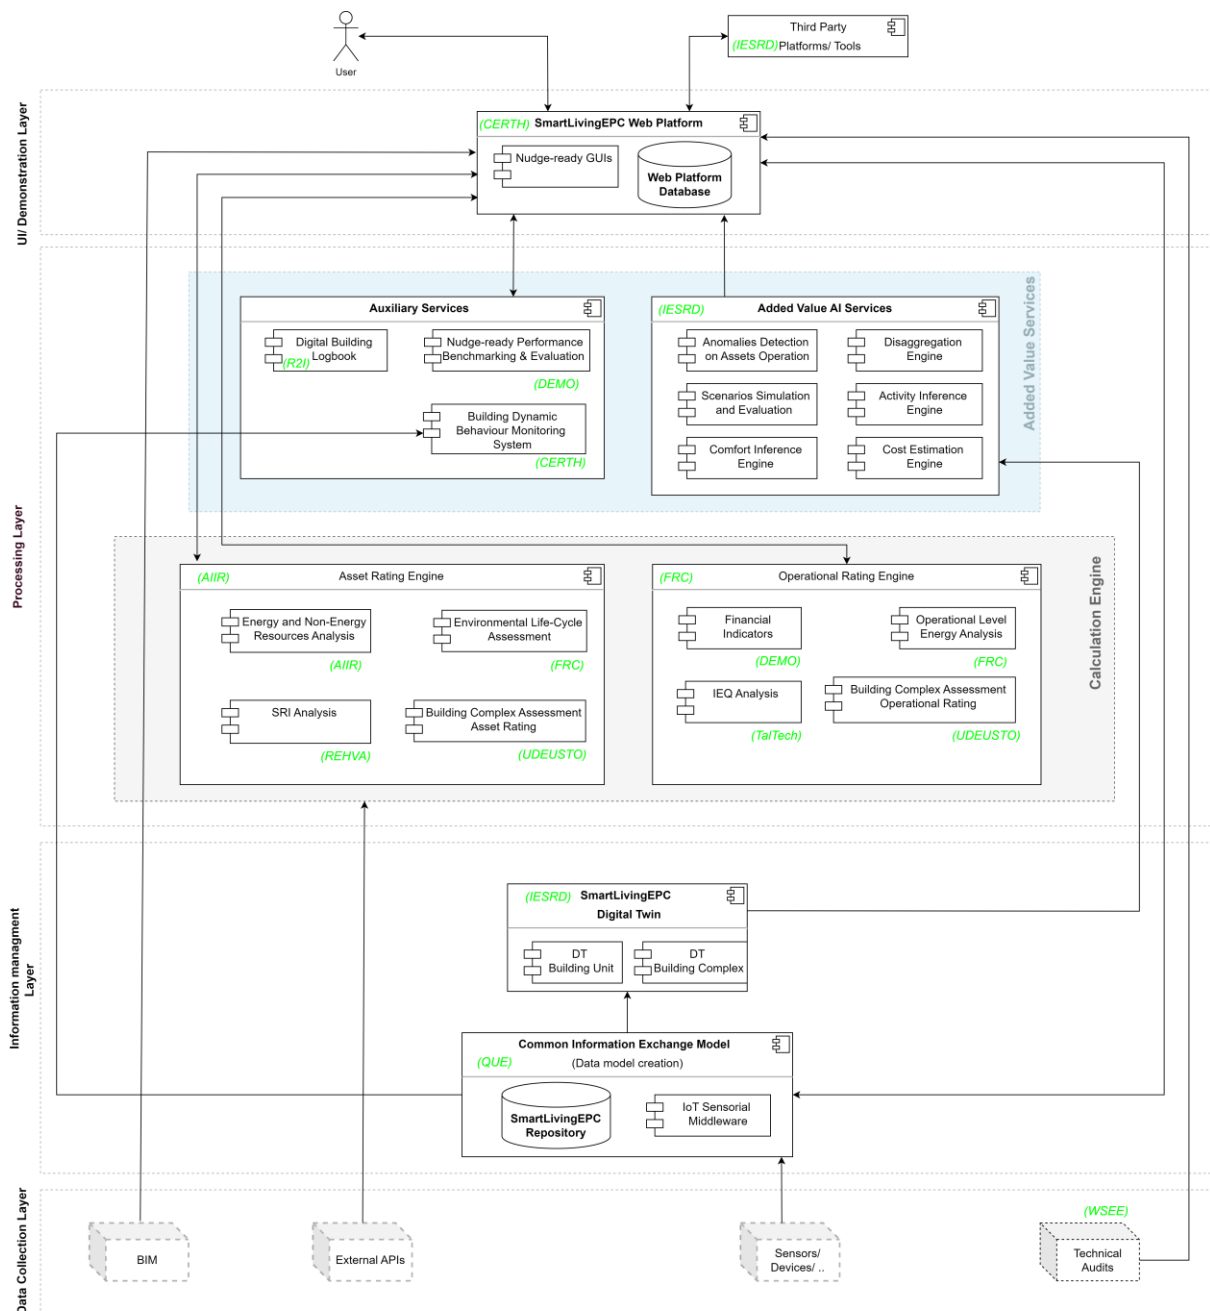 Third Party
(IESRD) Platforms/ Tools
User
UI/ Demonstration Layer
(CERTH) SmartLivingEPC Web Platform
Nudge-ready GUIs
Web Platform
Database
Processing Layer
Added Value Services
Auxiliary Services
Digital Building
Logbook
(R2I)
Nudge-ready Performance
Benchmarking & Evaluation
(DEMO)
Building Dynamic
Behaviour Monitoring
System
(CERTH)
(IESRD) Added Value AI Services
Anomalies Detection
on Assets Operation
Disaggregation
Engine
Scenarios Simulation
and Evaluation
Activity Inference
Engine
Comfort Inference
Engine
Cost Estimation
Engine
Calculation Engine
(AIIR) Asset Rating Engine
Energy and Non-Energy
Resources Analysis
(AIIR)
Environmental Life-Cycle
Assessment
(FRC)
SRI Analysis
(REHVA)
Building Complex Assessment
Asset Rating
(UDEUSTO)
(FRC) Operational Rating Engine
Financial
Indicators
(DEMO)
Operational Level
Energy Analysis
(FRC)
IEQ Analysis
(TalTech)
Building Complex Assessment
Operational Rating
(UDEUSTO)
Information managment
Layer
(IESRD) SmartLivingEPC
Digital Twin
DT
Building Unit
DT
Building Complex
Common Information Exchange Model
(QUE) (Data model creation)
SmartLivingEPC
Repository
IoT Sensorial
Middleware
Data Collection Layer
BIM
External APIs
Sensors/
Devices/ ..
(WSEE)
Technical
Audits